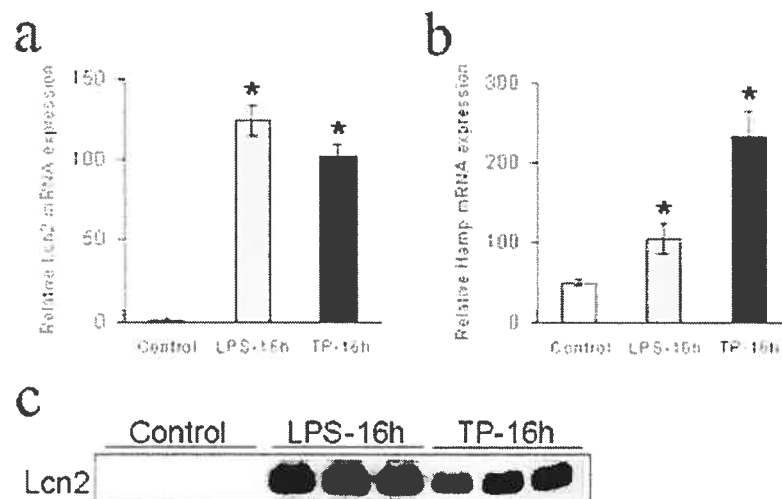 a
Relative Lcn2 mRNA expression
150
100
50
0
*
*
Control LPS-16h TP-16h
b
Relative Hamp mRNA expression
300
200
100
0
*
*
Control LPS-16h TP-16h
c
Control LPS-16h TP-16h
Lcn2